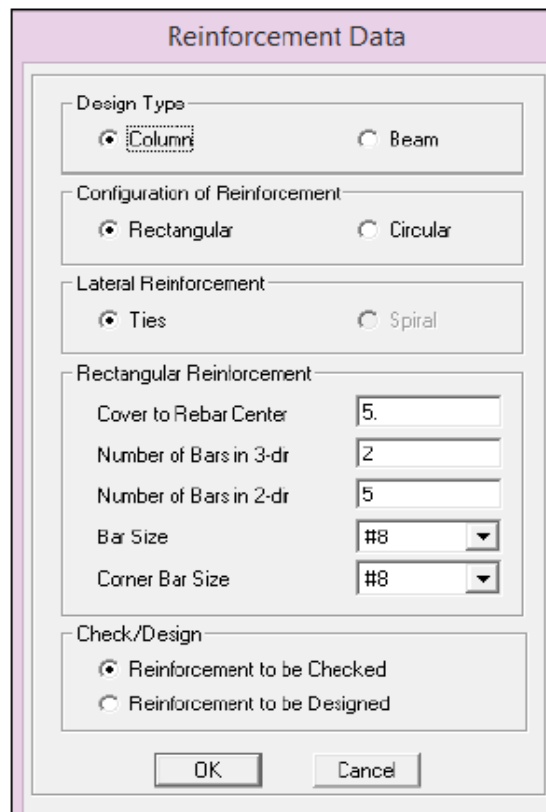 Reinforcement Data
Design Type
Column Beam
Configuration of Reinforcement
Rectangular Circular
Lateral Reinforcement
Ties Spiral
Rectangular Reinforcement
Cover to Rebar Center 5.
Number of Bars in 3-dir 2
Number of Bars in 2-dir 5
Bar Size #8
Corner Bar Size #8
Check/Design
Reinforcement to be Checked
Reinforcement to be Designed
OK Cancel